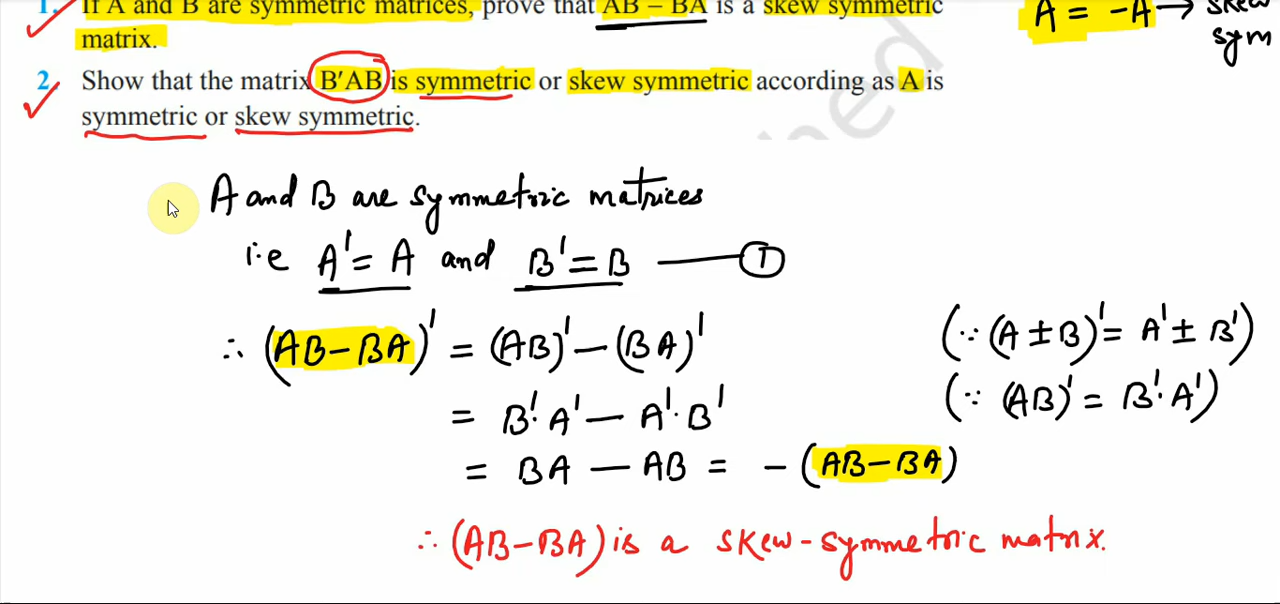 1. If A and B are symmetric matrices, prove that AB – BA is a skew symmetric
matrix.
A = -A → skew
sym
2. Show that the matrix B′AB is symmetric or skew symmetric according as A is
symmetric or skew symmetric.
A and B are symmetric matrices
i.e A' = A and B' = B —— ①
∴ (AB-BA)' = (AB)' - (BA)' (∵ (A ± B)' = A' ± B')
= B'. A' - A'. B' (∵ (AB)' = B'. A')
= BA - AB = - (AB-BA)
∴ (AB-BA) is a skew-symmetric matrix.